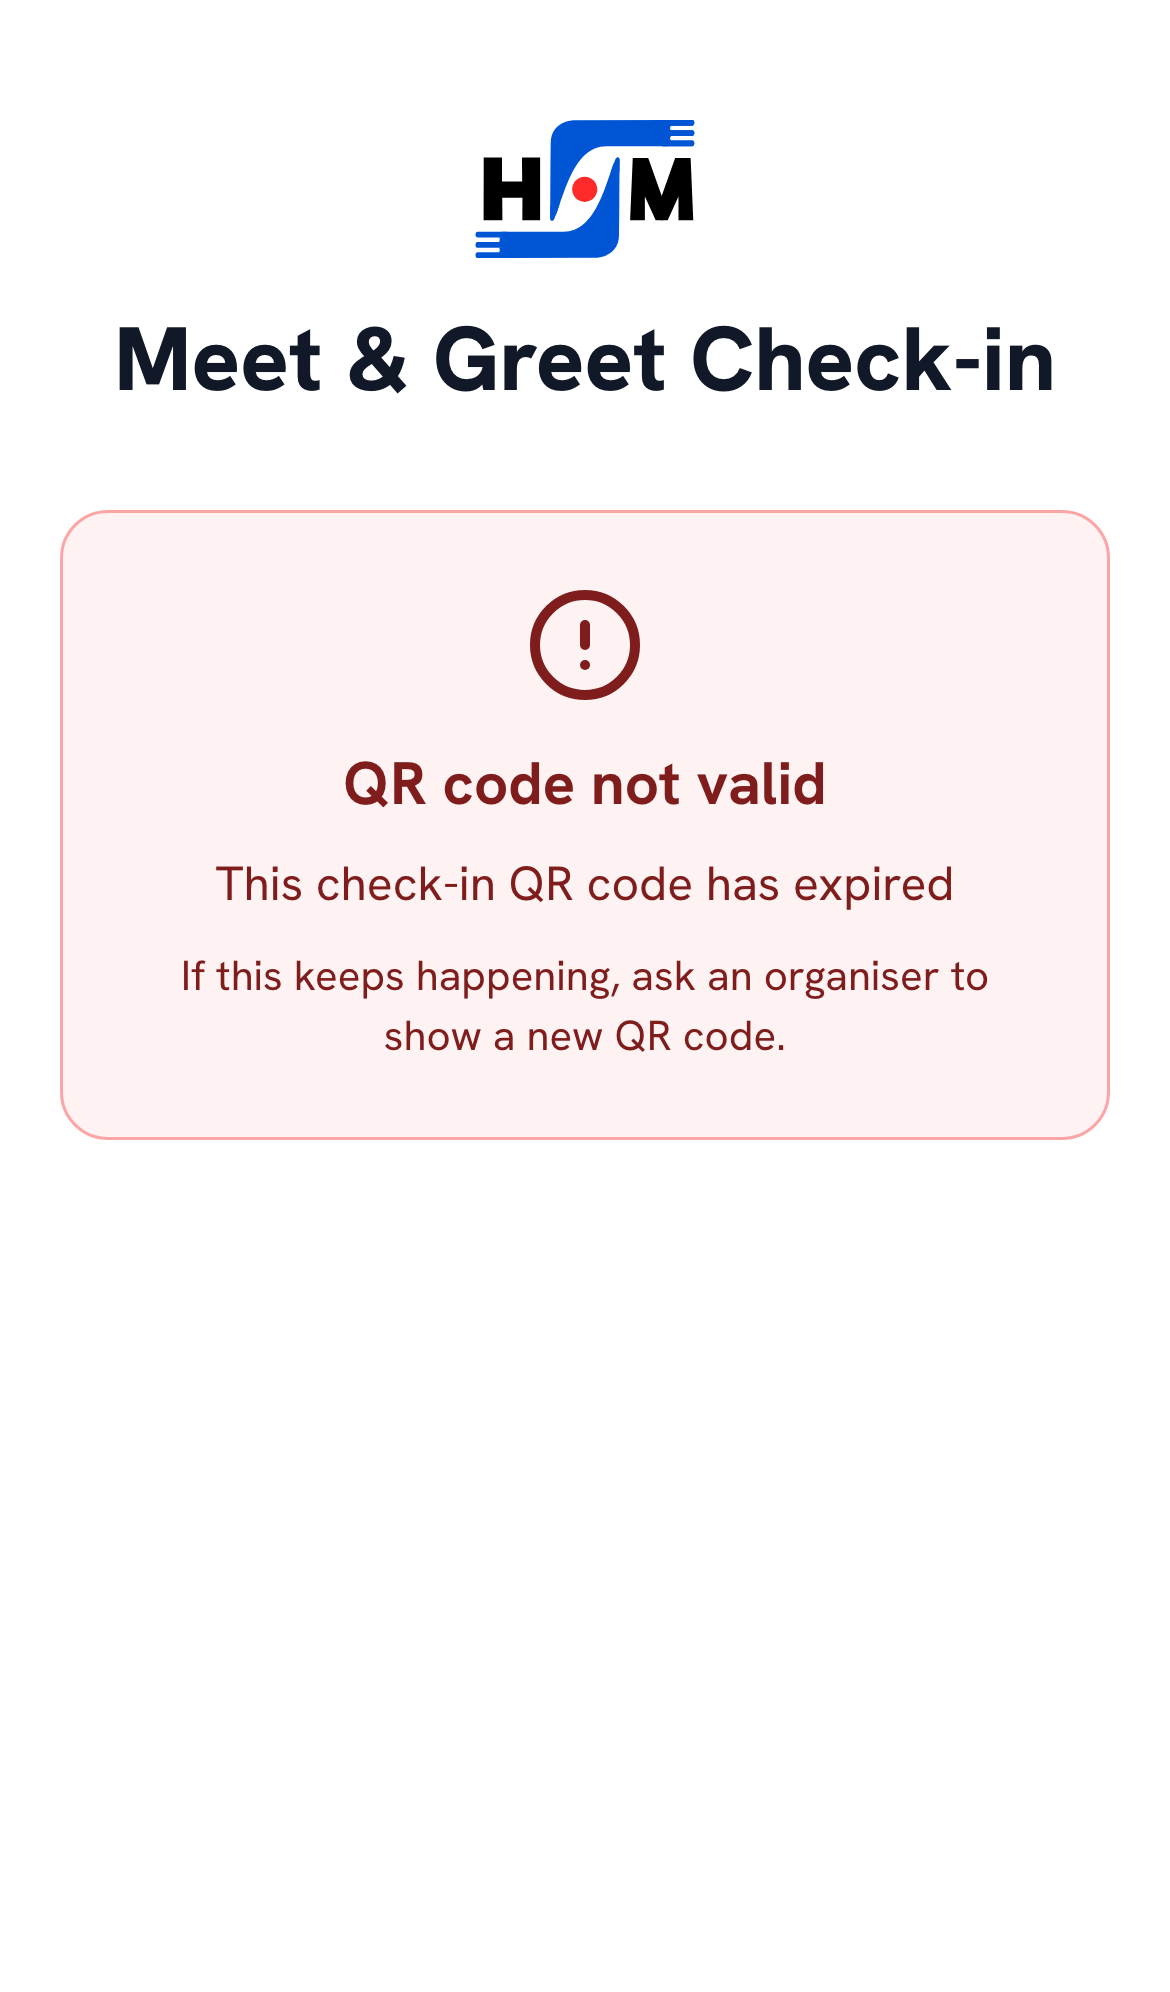 HSM
Meet & Greet Check-in
QR code not valid
This check-in QR code has expired
If this keeps happening, ask an organiser to
show a new QR code.